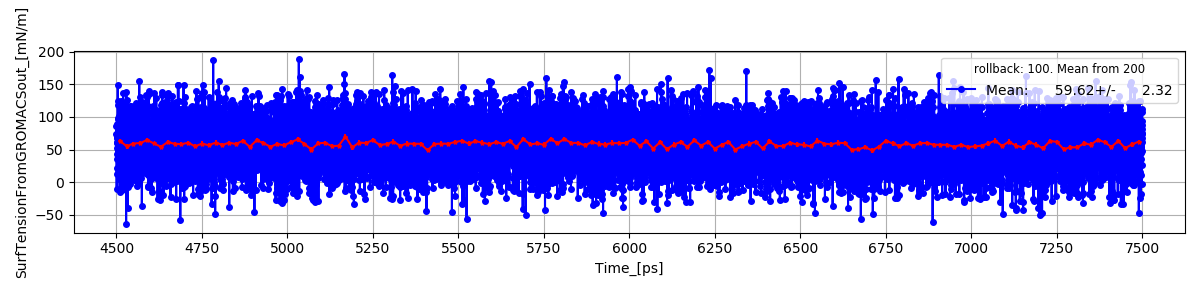 SurfTensionFromGROMACSout_[mN/m]
200
150
100
50
0
−50
rollback: 100. Mean from 200
Mean: 59.62+/- 2.32
4500 4750 5000 5250 5500 5750 6000 6250 6500 6750 7000 7250 7500
Time_[ps]